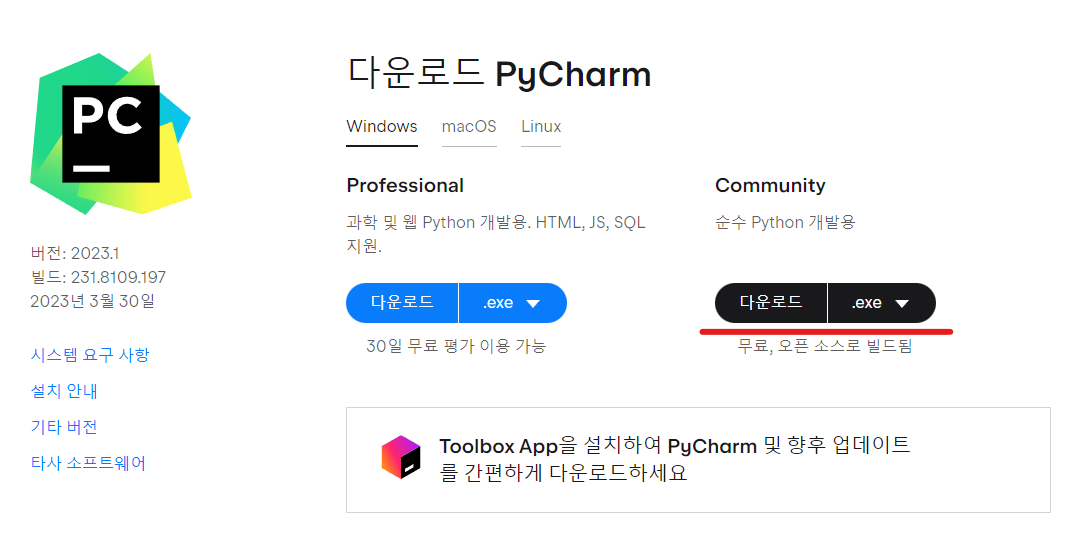 PC
다운로드 PyCharm
Windows macOS Linux
Professional
과학 및 웹 Python 개발용. HTML, JS, SQL
지원.
다운로드 .exe
30일 무료 평가 이용 가능
Community
순수 Python 개발용
다운로드 .exe
무료, 오픈 소스로 빌드됨
버전: 2023.1
빌드: 231.8109.197
2023년 3월 30일
시스템 요구 사항
설치 안내
기타 버전
타사 소프트웨어
Toolbox App을 설치하여 PyCharm 및 향후 업데이트
를 간편하게 다운로드하세요